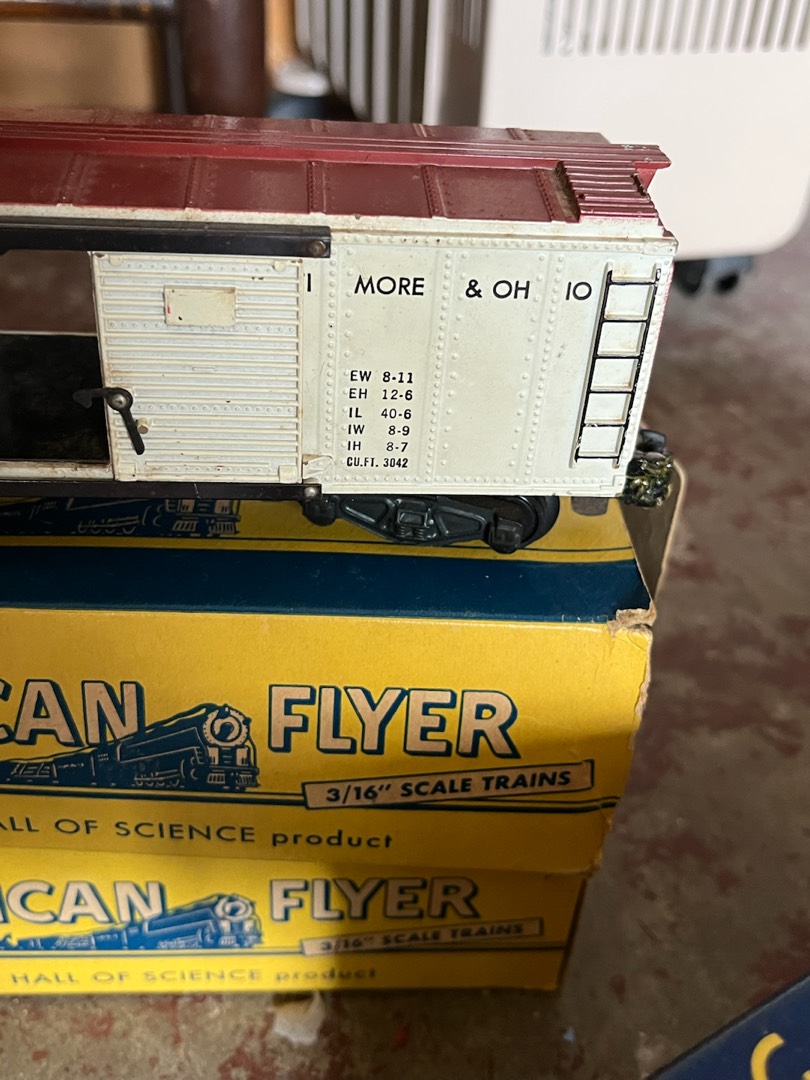 I MORE & OH IO
EW 8-11
EH 12-6
IL 40-6
IW 8-9
IH 8-7
CU.FT. 3042
CAN FLYER
3/16" SCALE TRAINS
ALL OF SCIENCE product
ICAN FLYER
3/16" SCALE TRAINS
HALL OF SCIENCE product